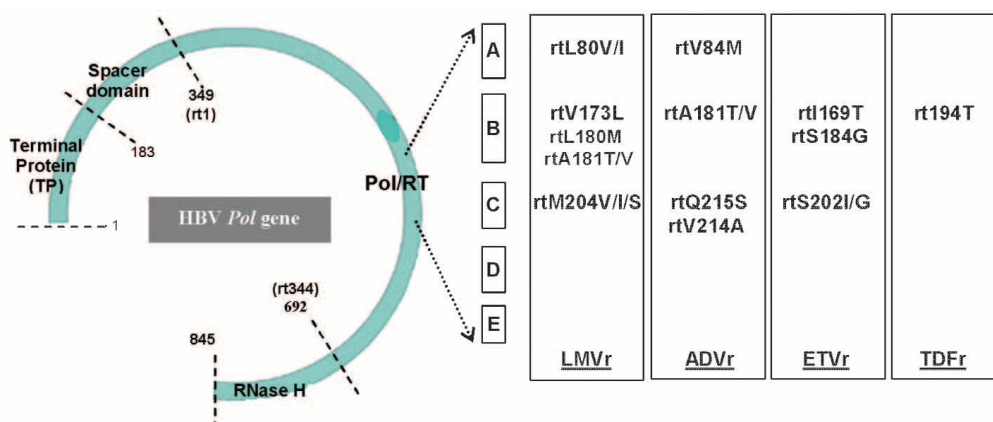 Spacer
domain
349
(rt1)
183
Terminal
Protein
(TP)
1
HBV Pol gene
Pol/RT
(rt344)
692
845
RNase H
A
B
C
D
E
rtL80V/I
rtV173L
rtL180M
rtA181T/V
rtM204V/I/S
LMVr
rtV84M
rtA181T/V
rtQ215S
rtV214A
ADVr
rtI169T
rtS184G
rtS202I/G
ETVr
rt194T
TDFr